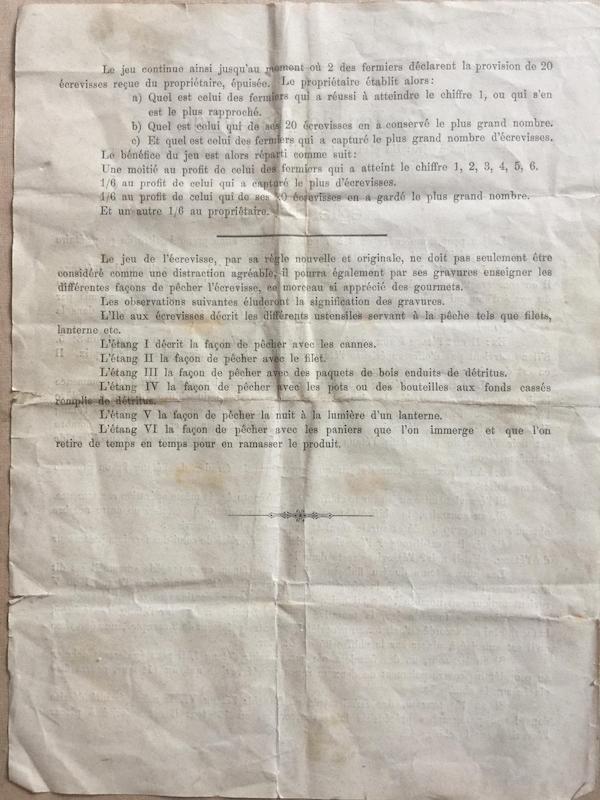 Le jeu continue ainsi jusqu'au moment où 2 des fermiers déclarent la provision de 20
écrevisses reçue du propriétaire, épuisée. Le propriétaire établit alors:
a) Quel est celui des fermiers qui a réussi à atteindre le chiffre 1, ou qui s'en
est le plus rapproché.
b) Quel est celui qui de ses 20 écrevisses en a conservé le plus grand nombre.
c) Et quel est celui des fermiers qui a capturé le plus grand nombre d'écrevisses.
Le bénéfice du jeu est alors réparti comme suit:
Une moitié au profit de celui des fermiers qui a atteint le chiffre 1, 2, 3, 4, 5, 6.
1/6 au profit de celui qui a capturé le plus d'écrevisses.
1/6 au profit de celui qui de ses 20 écrevisses en a gardé le plus grand nombre.
Et un autre 1/6 au propriétaire.
Le jeu de l'écrevisse, par sa règle nouvelle et originale, ne doit pas seulement être
considéré comme une distraction agréable, il pourra également par ses gravures enseigner les
différentes façons de pêcher l'écrevisse, ce morceau si apprécié des gourmets.
Les observations suivantes éluderont la signification des gravures.
L'Ile aux écrevisses décrit les différents ustensiles servant à la pêche tels que filets,
lanterne etc.
L'étang I décrit la façon de pêcher avec les cannes.
L'étang II la façon de pêcher avec le filet.
L'étang III la façon de pêcher avec des paquets de bois enduits de détritus.
L'étang IV la façon de pêcher avec les pots ou des bouteilles aux fonds cassés
remplis de détritus.
L'étang V la façon de pêcher la nuit à la lumière d'un lanterne.
L'étang VI la façon de pêcher avec les paniers que l'on immerge et que l'on
retire de temps en temps pour en ramasser le produit.